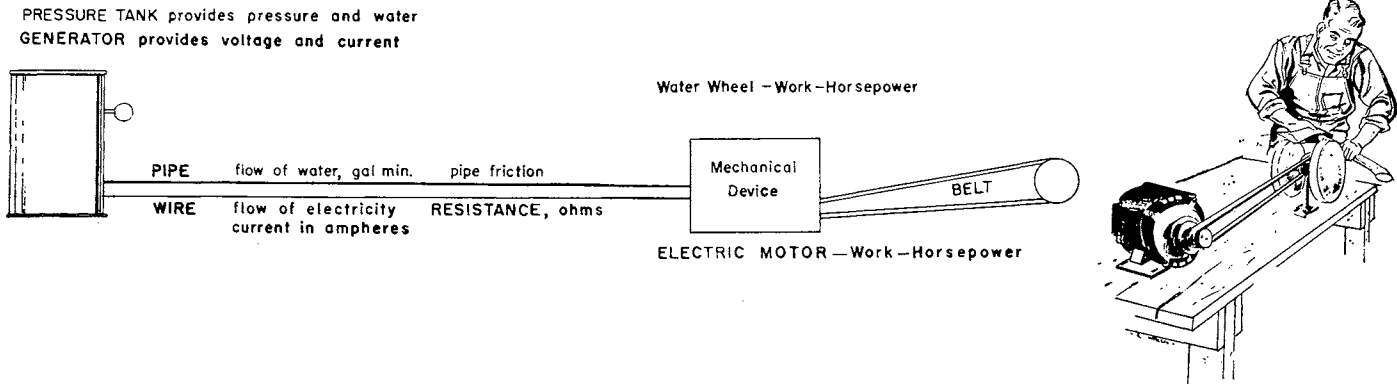 PRESSURE TANK provides pressure and water
GENERATOR provides voltage and current
Water Wheel - Work - Horsepower
PIPE flow of water, gal min. pipe friction
Mechanical
Device
BELT
WIRE flow of electricity RESISTANCE, ohms
current in ampheres
ELECTRIC MOTOR - Work - Horsepower